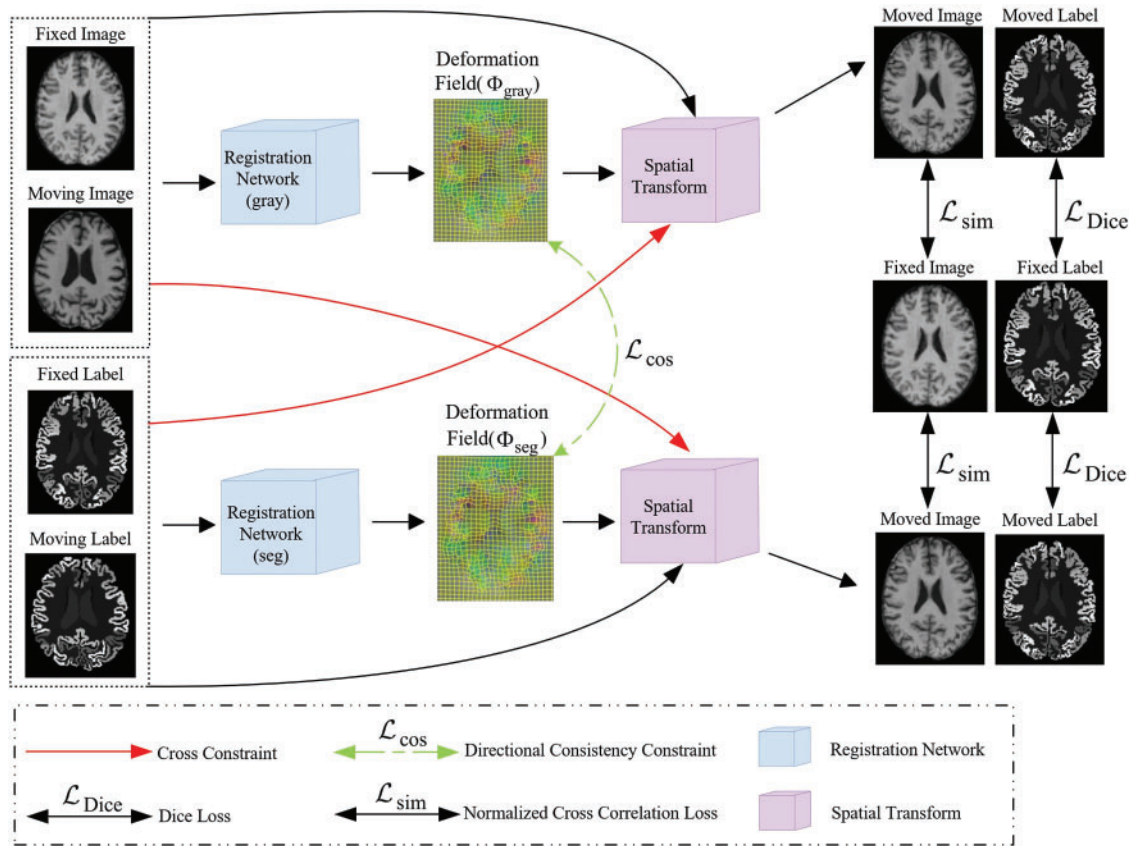 Fixed Image
Moving Image
Fixed Label
Moving Label
Registration
Network
(gray)
Registration
Network
(seg)
Deformation
Field(Φgray)
Deformation
Field(Φseg)
ℒcos
Spatial
Transform
Spatial
Transform
Moved Image Moved Label
ℒsim ℒDice
Fixed Image Fixed Label
ℒsim ℒDice
Moved Image Moved Label
Cross Constraint
ℒcos
Directional Consistency Constraint
Registration Network
ℒDice
Dice Loss
ℒsim
Normalized Cross Correlation Loss
Spatial Transform